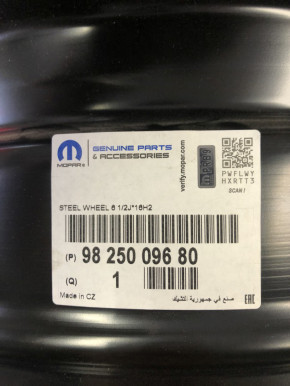 MOPAR
GENUINE PARTS
& ACCESSORIES
verify.mopar.com
PWFLWY
HXRTT3
SCAN!
STEEL WHEEL 6 1/2J*16H2
(P) 98 250 096 80
(Q) 1
Made in CZ
صنع في جمهورية التشيك
EAC